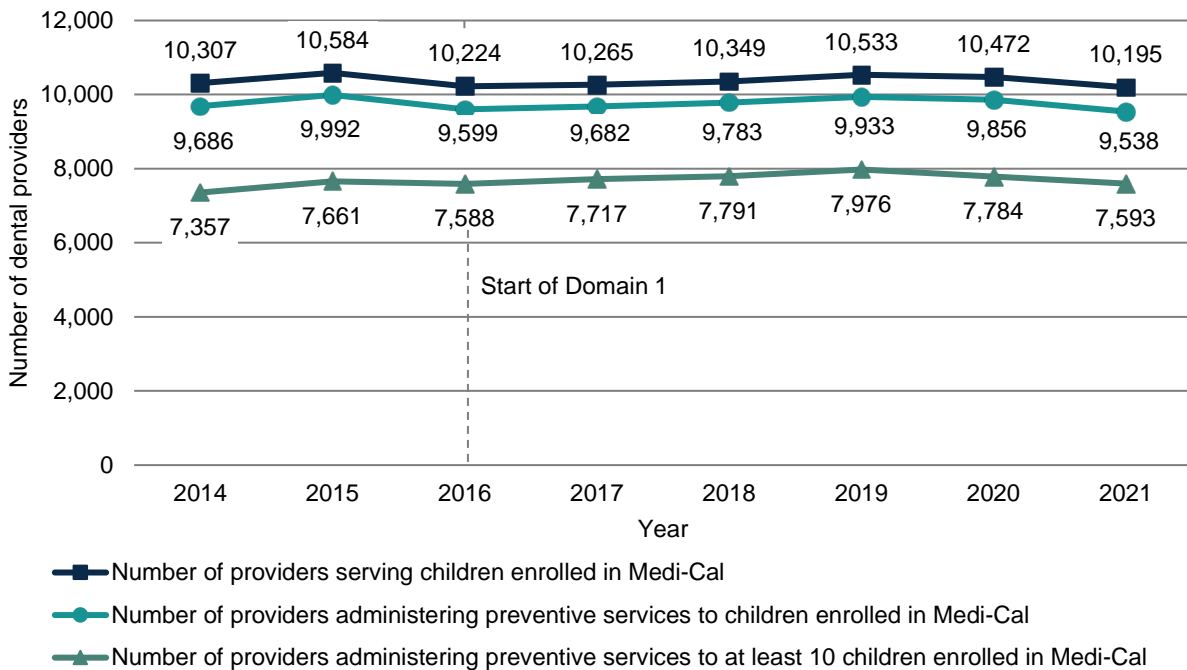 12,000
10,307 10,584 10,224 10,265 10,349 10,533 10,472 10,195
10,000
9,686 9,992 9,599 9,682 9,783 9,933 9,856 9,538
8,000
7,357 7,661 7,588 7,717 7,791 7,976 7,784 7,593
6,000
Start of Domain 1
4,000
2,000
0
Number of dental providers
2014 2015 2016 2017 2018 2019 2020 2021
Year
Number of providers serving children enrolled in Medi-Cal
Number of providers administering preventive services to children enrolled in Medi-Cal
Number of providers administering preventive services to at least 10 children enrolled in Medi-Cal